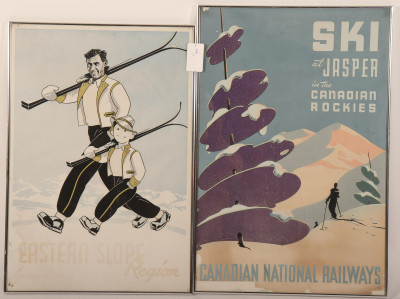 EASTERN SLOPE
Region
SKI
at JASPER
in the
CANADIAN
ROCKIES
CANADIAN NATIONAL RAILWAYS